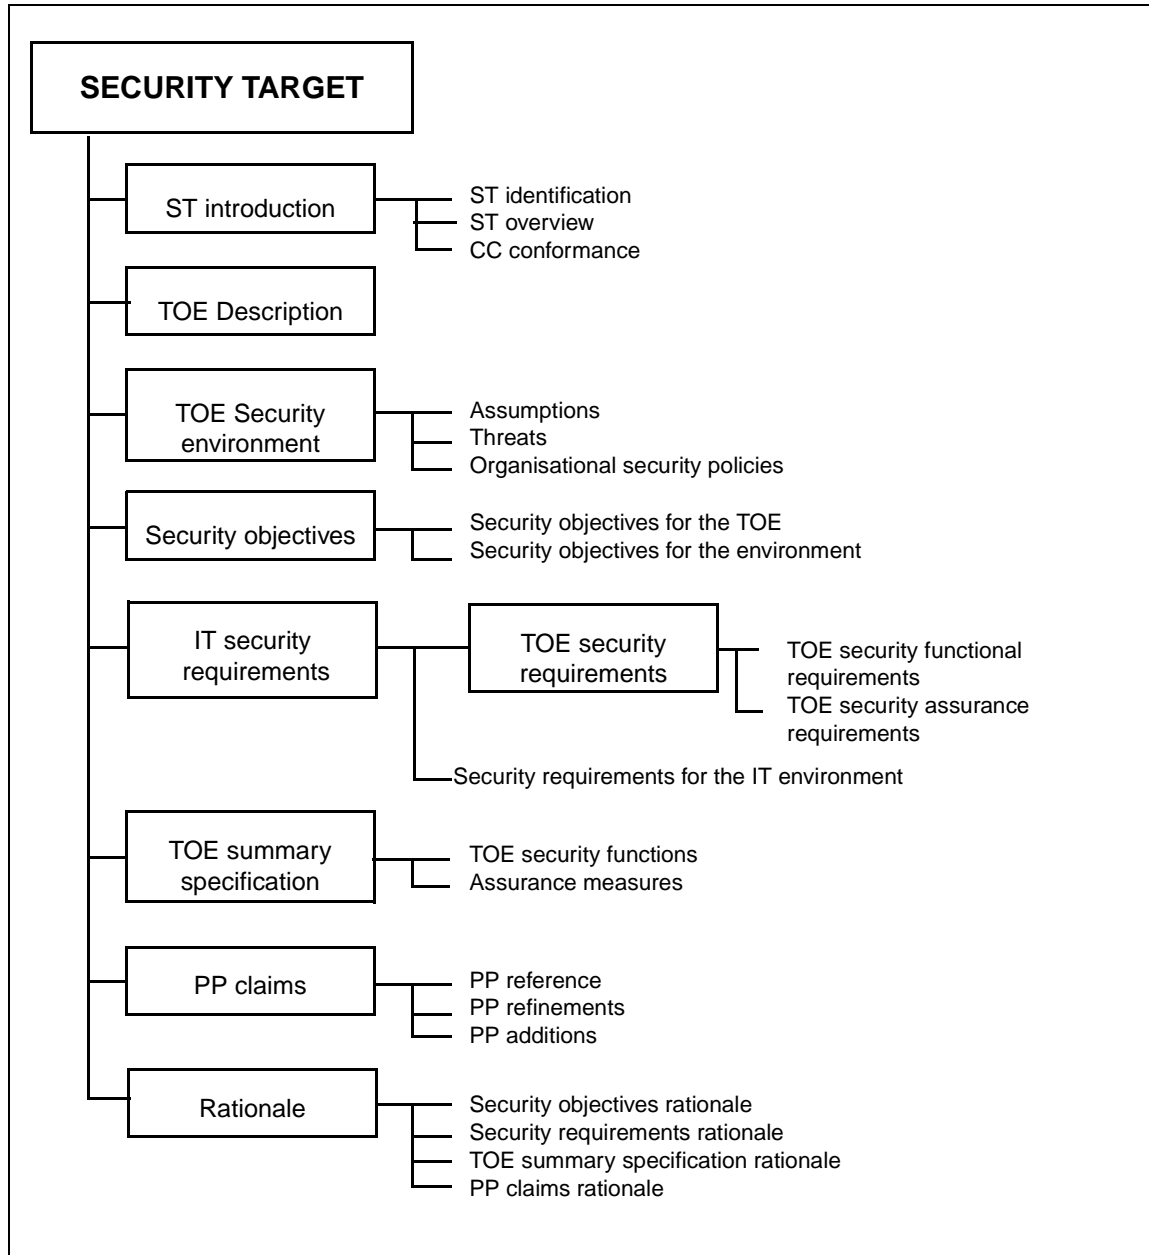 SECURITY TARGET
ST introduction
ST identification
ST overview
CC conformance
TOE Description
TOE Security
environment
Assumptions
Threats
Organisational security policies
Security objectives
Security objectives for the TOE
Security objectives for the environment
IT security
requirements
TOE security
requirements
TOE security functional
requirements
TOE security assurance
requirements
Security requirements for the IT environment
TOE summary
specification
TOE security functions
Assurance measures
PP claims
PP reference
PP refinements
PP additions
Rationale
Security objectives rationale
Security requirements rationale
TOE summary specification rationale
PP claims rationale